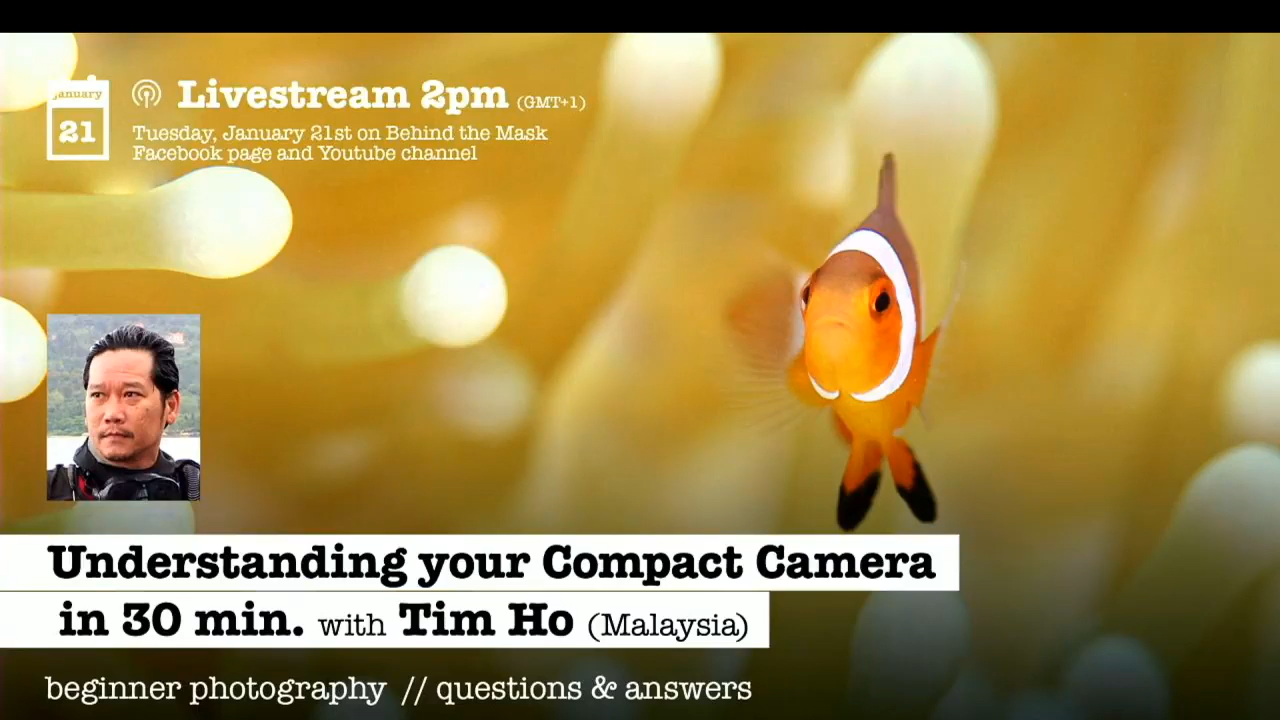 january
21
Livestream 2pm (GMT+1)
Tuesday, January 21st on Behind the Mask
Facebook page and Youtube channel
Understanding your Compact Camera
in 30 min. with Tim Ho (Malaysia)
beginner photography // questions & answers